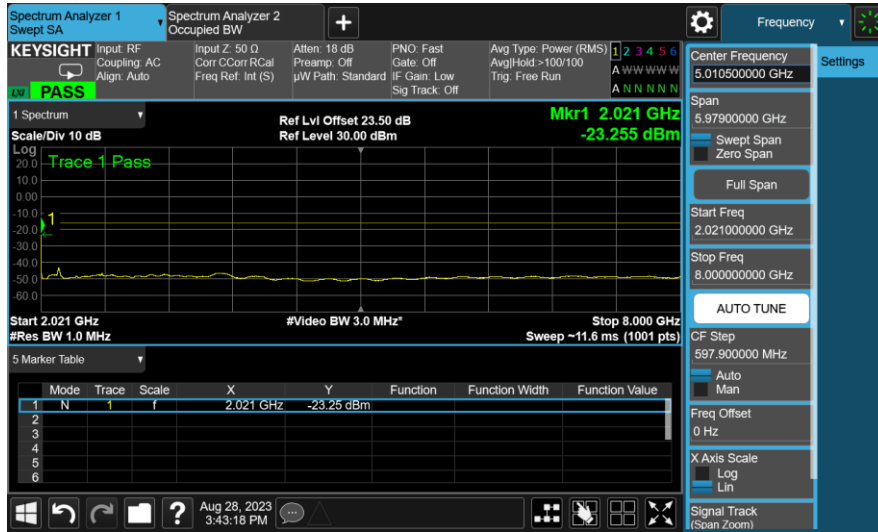 Spectrum Analyzer 1
Swept SA
Spectrum Analyzer 2
Occupied BW
+
Frequency
KEYSIGHT
Input: RF
Coupling: AC
Align: Auto
Input Z: 50 Ω
Corr CCorr RCal
Freq Ref: Int (S)
Atten: 18 dB
Preamp: Off
µW Path: Standard
PNO: Fast
Gate: Off
IF Gain: Low
Sig Track: Off
Avg Type: Power (RMS)
Avg|Hold:>100/100
Trig: Free Run
1 2 3 4 5 6
A W W W W W
A N N N N N
LXI
PASS
1 Spectrum
Scale/Div 10 dB
Ref Lvl Offset 23.50 dB
Ref Level 30.00 dBm
Mkr1 2.021 GHz
-23.255 dBm
Log
Trace 1 Pass
20.0
10.0
0.00
-10.0
1
-20.0
-30.0
-40.0
-50.0
-60.0
Start 2.021 GHz
#Res BW 1.0 MHz
#Video BW 3.0 MHz*
Stop 8.000 GHz
Sweep ~11.6 ms (1001 pts)
5 Marker Table
Mode Trace Scale X Y Function Function Width Function Value
1 N 1 f 2.021 GHz -23.25 dBm
2
3
4
5
6
?
Aug 28, 2023
3:43:18 PM
Center Frequency
5.010500000 GHz
Settings
Span
5.97900000 GHz
Swept Span
Zero Span
Full Span
Start Freq
2.021000000 GHz
Stop Freq
8.000000000 GHz
AUTO TUNE
CF Step
597.900000 MHz
Auto
Man
Freq Offset
0 Hz
X Axis Scale
Log
Lin
Signal Track
(Span Zoom)